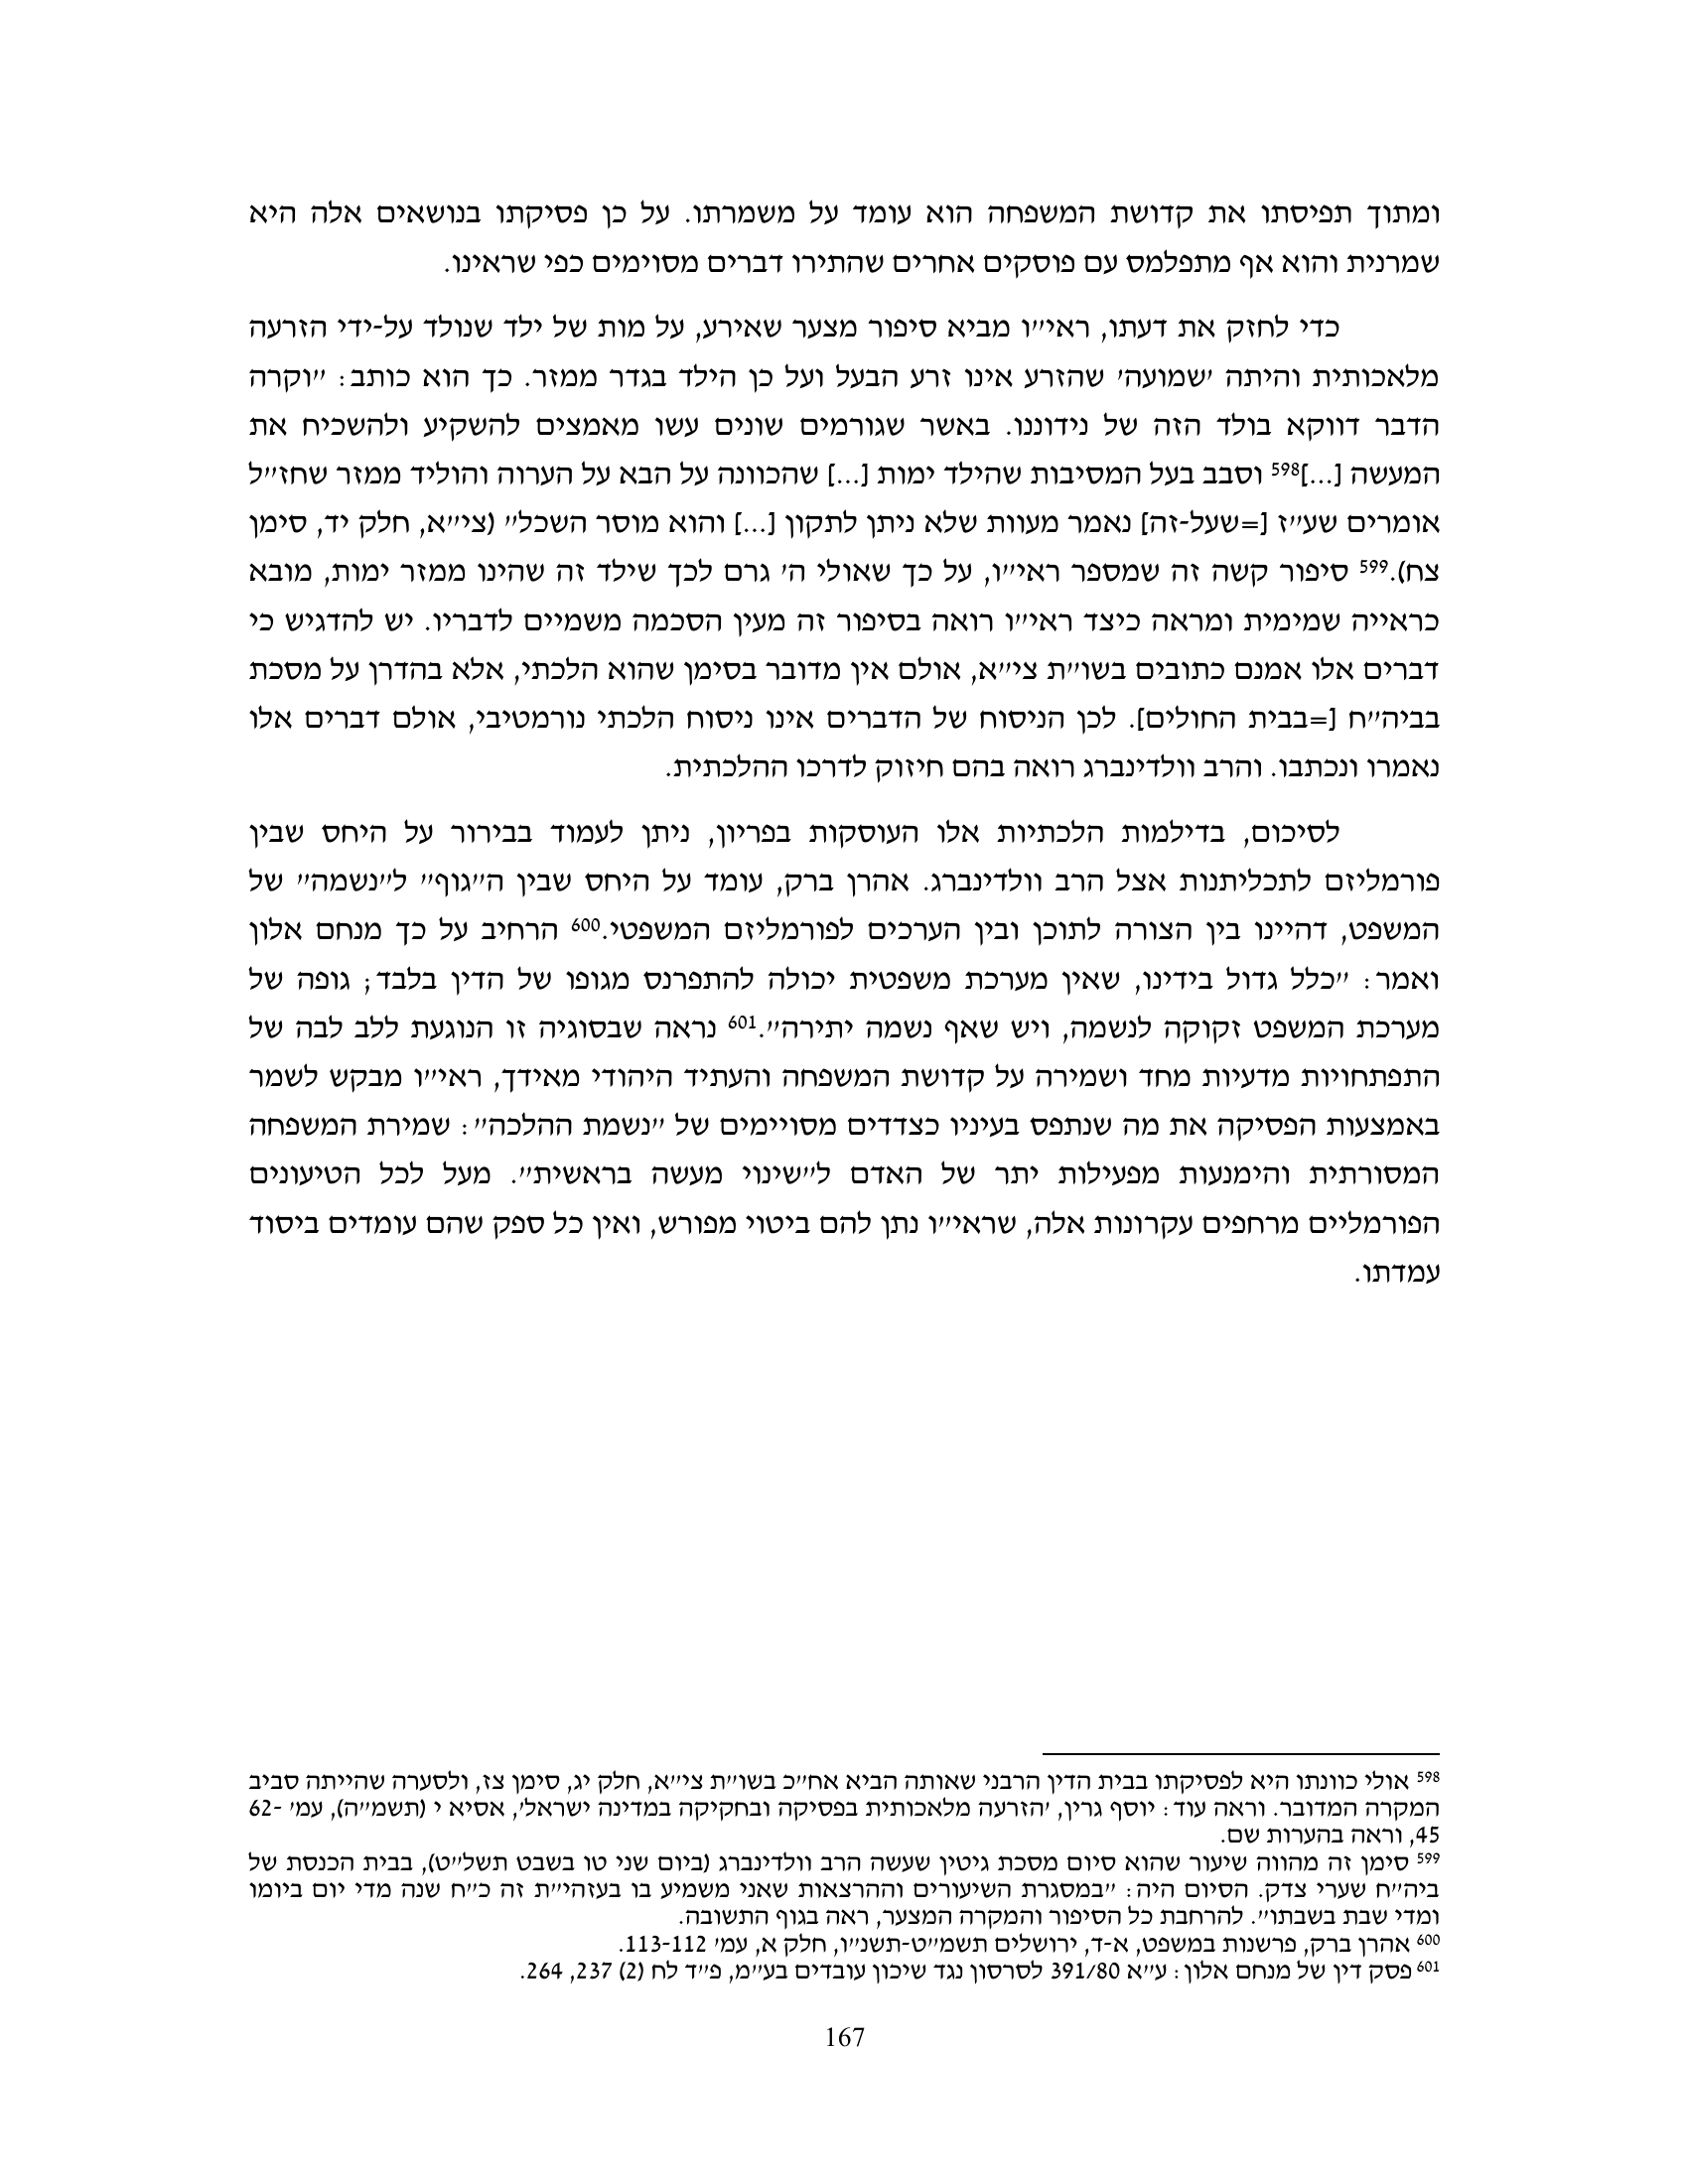 ומתוך תפיסתו את קדושת המשפחה הוא עומד על משמרתו. על כן פסיקתו בנושאים אלה היא
שמרנית והוא אף מתפלמס עם פוסקים אחרים שהתירו דברים מסוימים כפי שראינו.
כדי לחזק את דעתו, ראי״ו מביא סיפור מצער שאירע, על מות של ילד שנולד על-ידי הזרעה
מלאכותית והיתה ׳שמועה׳ שהזרע אינו זרע הבעל ועל כן הילד בגדר ממזר. כך הוא כותב: ״וקרה
הדבר דווקא בולד הזה של נידוננו. באשר שגורמים שונים עשו מאמצים להשקיע ולהשכיח את
המעשה [...]598 וסבב בעל המסיבות שהילד ימות [...] שהכוונה על הבא על הערוה והוליד ממזר שחז״ל
אומרים שע״ז [=שעל-זה] נאמר מעוות שלא ניתן לתקון [...] והוא מוסר השכל״ (צי״א, חלק יד, סימן
צח).599 סיפור קשה זה שמספר ראי״ו, על כך שאולי ה׳ גרם לכך שילד זה שהינו ממזר ימות, מובא
כראייה שמימית ומראה כיצד ראי״ו רואה בסיפור זה מעין הסכמה משמיים לדבריו. יש להדגיש כי
דברים אלו אמנם כתובים בשו״ת צי״א, אולם אין מדובר בסימן שהוא הלכתי, אלא בהדרן על מסכת
בביה״ח [=בבית החולים]. לכן הניסוח של הדברים אינו ניסוח הלכתי נורמטיבי, אולם דברים אלו
נאמרו ונכתבו. והרב וולדינברג רואה בהם חיזוק לדרכו ההלכתית.
לסיכום, בדילמות הלכתיות אלו העוסקות בפריון, ניתן לעמוד בבירור על היחס שבין
פורמליזם לתכליתנות אצל הרב וולדינברג. אהרן ברק, עומד על היחס שבין ה״גוף״ ל״נשמה״ של
המשפט, דהיינו בין הצורה לתוכן ובין הערכים לפורמליזם המשפטי.600 הרחיב על כך מנחם אלון
ואמר: ״כלל גדול בידינו, שאין מערכת משפטית יכולה להתפרנס מגופו של הדין בלבד; גופה של
מערכת המשפט זקוקה לנשמה, ויש שאף נשמה יתירה״.601 נראה שבסוגיה זו הנוגעת ללב לבה של
התפתחויות מדעיות מחד ושמירה על קדושת המשפחה והעתיד היהודי מאידך, ראי״ו מבקש לשמר
באמצעות הפסיקה את מה שנתפס בעיניו כצדדים מסויימים של ״נשמת ההלכה״: שמירת המשפחה
המסורתית והימנעות מפעילות יתר של האדם ל״שינוי מעשה בראשית״. מעל לכל הטיעונים
הפורמליים מרחפים עקרונות אלה, שראי״ו נתן להם ביטוי מפורש, ואין כל ספק שהם עומדים ביסוד
עמדתו.
598 אולי כוונתו היא לפסיקתו בבית הדין הרבני שאותה הביא אח״כ בשו״ת צי״א, חלק יג, סימן צז, ולסערה שהייתה סביב
המקרה המדובר. וראה עוד: יוסף גרין, ׳הזרעה מלאכותית בפסיקה ובחקיקה במדינה ישראל׳, אסיא י (תשמ״ה), עמ׳ 62-
45, וראה בהערות שם.
599 סימן זה מהווה שיעור שהוא סיום מסכת גיטין שעשה הרב וולדינברג (ביום שני טו בשבט תשל״ט), בבית הכנסת של
ביה״ח שערי צדק. הסיום היה: ״במסגרת השיעורים וההרצאות שאני משמיע בו בעזהי״ת זה כ״ח שנה מדי יום ביומו
ומדי שבת בשבתו״. להרחבת כל הסיפור והמקרה המצער, ראה בגוף התשובה.
600 אהרן ברק, פרשנות במשפט, א-ד, ירושלים תשמ״ט-תשנ״ו, חלק א, עמ׳ 113-112.
601 פסק דין של מנחם אלון: ע״א 391/80 לסרסון נגד שיכון עובדים בע״מ, פ״ד לח (2) 237, 264.
167